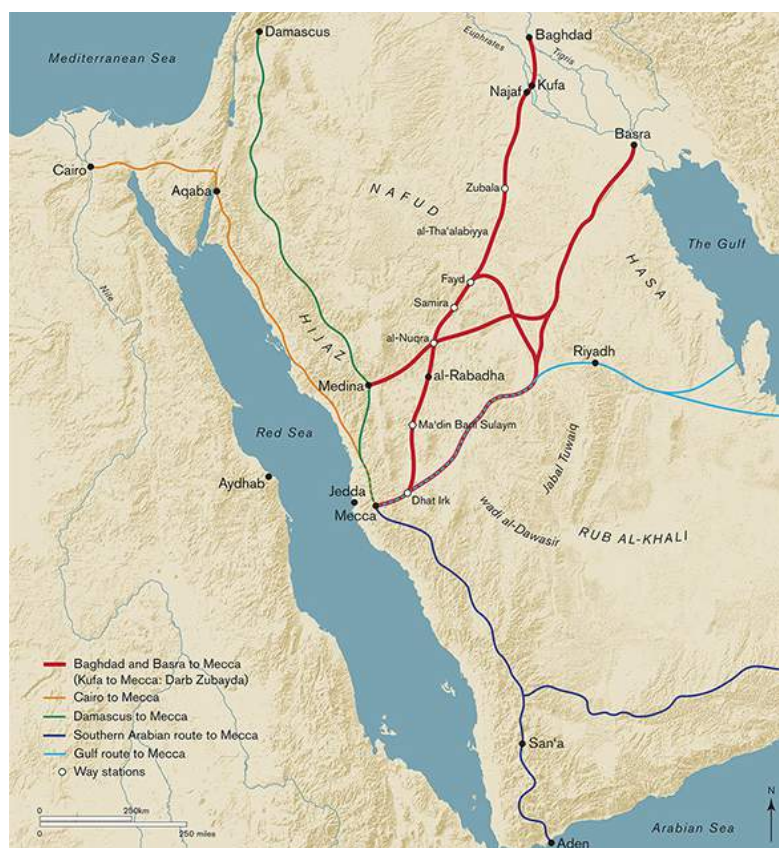 Damascus
Mediterranean Sea
Baghdad
Euphrates
Tigris
Najaf
Kufa
Basra
Cairo
Aqaba
Zubala
NAFUD
al-Tha'alabiyya
The Gulf
HASA
Nile
Fayd
Samira
HIJAZ
al-Nuqra
Riyadh
Medina
al-Rabadha
Ma'din Bani Sulaym
Red Sea
Jabal Tuwaiq
Aydhab
Jedda
Mecca
Dhat Irk
wadi al-Dawasir
RUB AL-KHALI
Baghdad and Basra to Mecca
(Kufa to Mecca: Darb Zubayda)
Cairo to Mecca
Damascus to Mecca
Southern Arabian route to Mecca
Gulf route to Mecca
Way stations
San'a
N
0 250km
0 250 miles
Arabian Sea
Aden